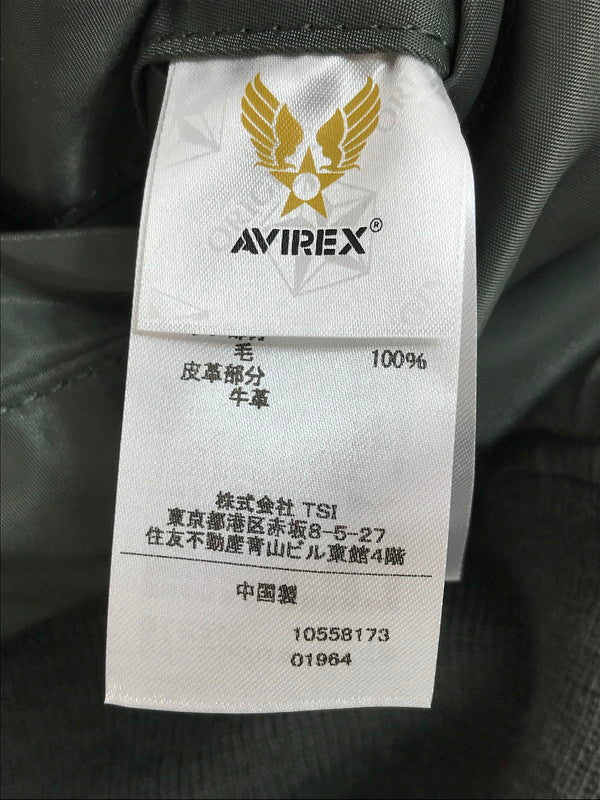 AVIREX®
毛 100%
皮革部分
牛革
株式会社 TSI
東京都港区赤坂8-5-27
住友不動産青山ビル東館4階
中国製
10558173
01964